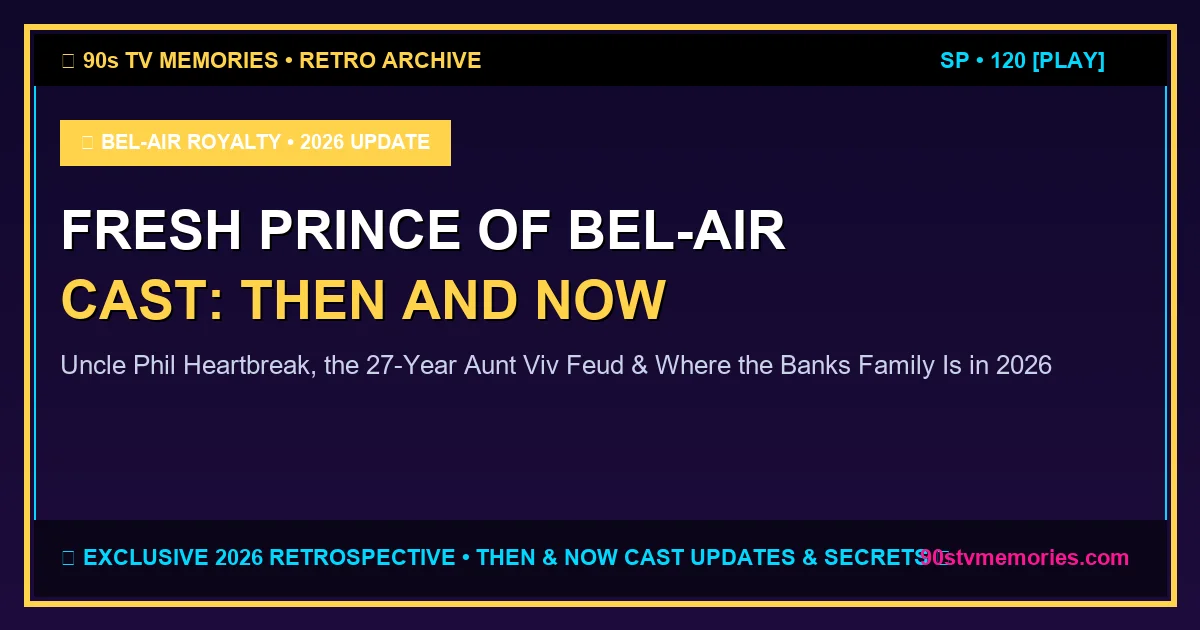 90s TV MEMORIES • RETRO ARCHIVE
SP • 120 [PLAY]
BEL-AIR ROYALTY • 2026 UPDATE
FRESH PRINCE OF BEL-AIR
CAST: THEN AND NOW
Uncle Phil Heartbreak, the 27-Year Aunt Viv Feud & Where the Banks Family Is in 2026
EXCLUSIVE 2026 RETROSPECTIVE • THEN & NOW CAST UPDATES & SECRETS
90stvmemories.com